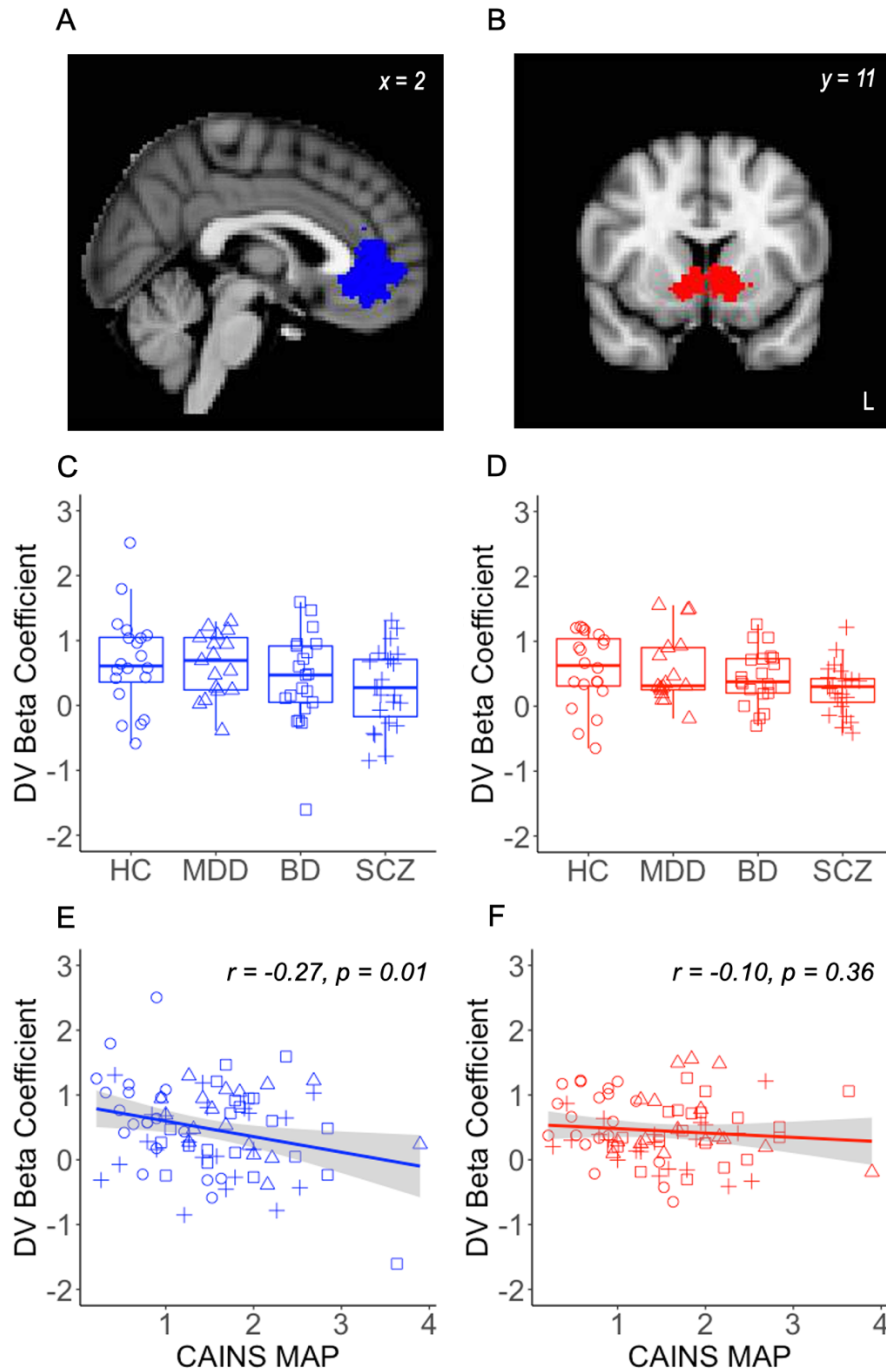 A
B
x = 2
y = 11
L
C
D
DV Beta Coefficient
3
2
1
0
-1
-2
HC MDD BD SCZ
DV Beta Coefficient
3
2
1
0
-1
-2
HC MDD BD SCZ
E
F
r = -0.27, p = 0.01
DV Beta Coefficient
3
2
1
0
-1
-2
1 2 3 4
CAINS MAP
r = -0.10, p = 0.36
DV Beta Coefficient
3
2
1
0
-1
-2
1 2 3 4
CAINS MAP